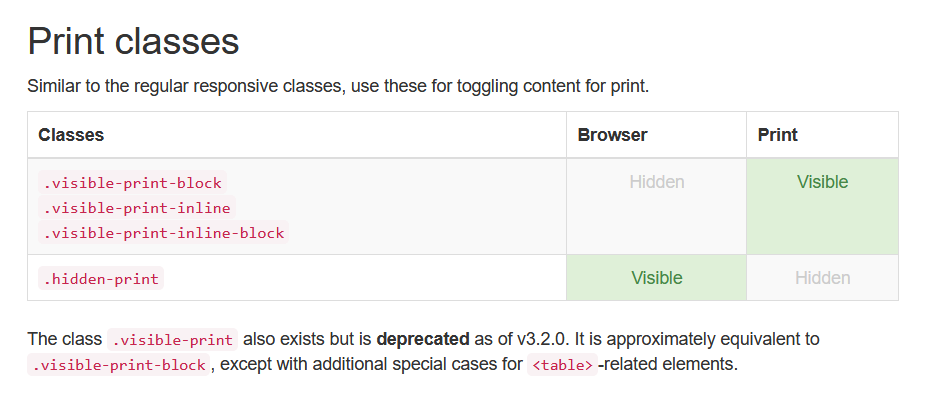 Print classes
Similar to the regular responsive classes, use these for toggling content for print.
Classes Browser Print
.visible-print-block Hidden Visible
.visible-print-inline
.visible-print-inline-block
.hidden-print Visible Hidden
The class .visible-print also exists but is deprecated as of v3.2.0. It is approximately equivalent to
.visible-print-block , except with additional special cases for <table> -related elements.